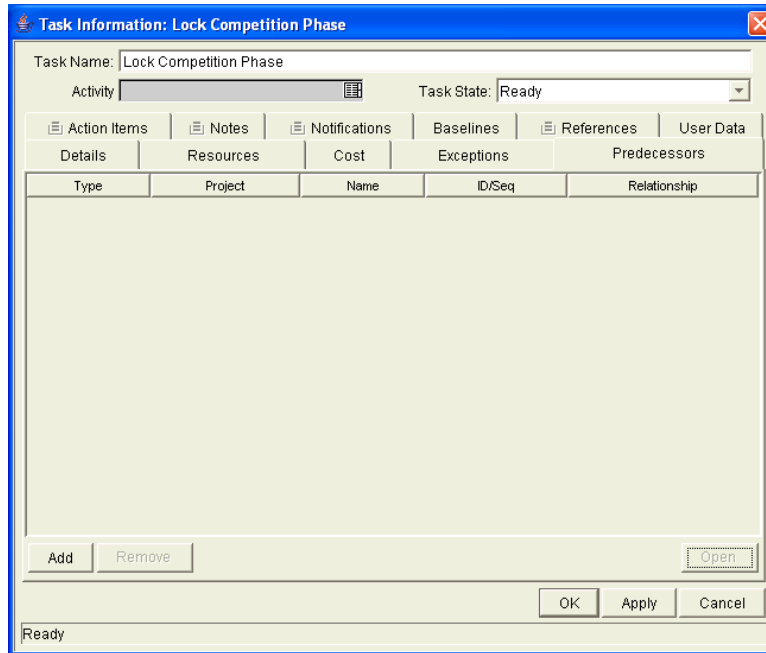 Task Information: Lock Competition Phase
Task Name: Lock Competition Phase
Activity Task State: Ready
Action Items Notes Notifications Baselines References User Data
Details Resources Cost Exceptions Predecessors
Type Project Name ID/Seq Relationship
Add Remove Open
OK Apply Cancel
Ready